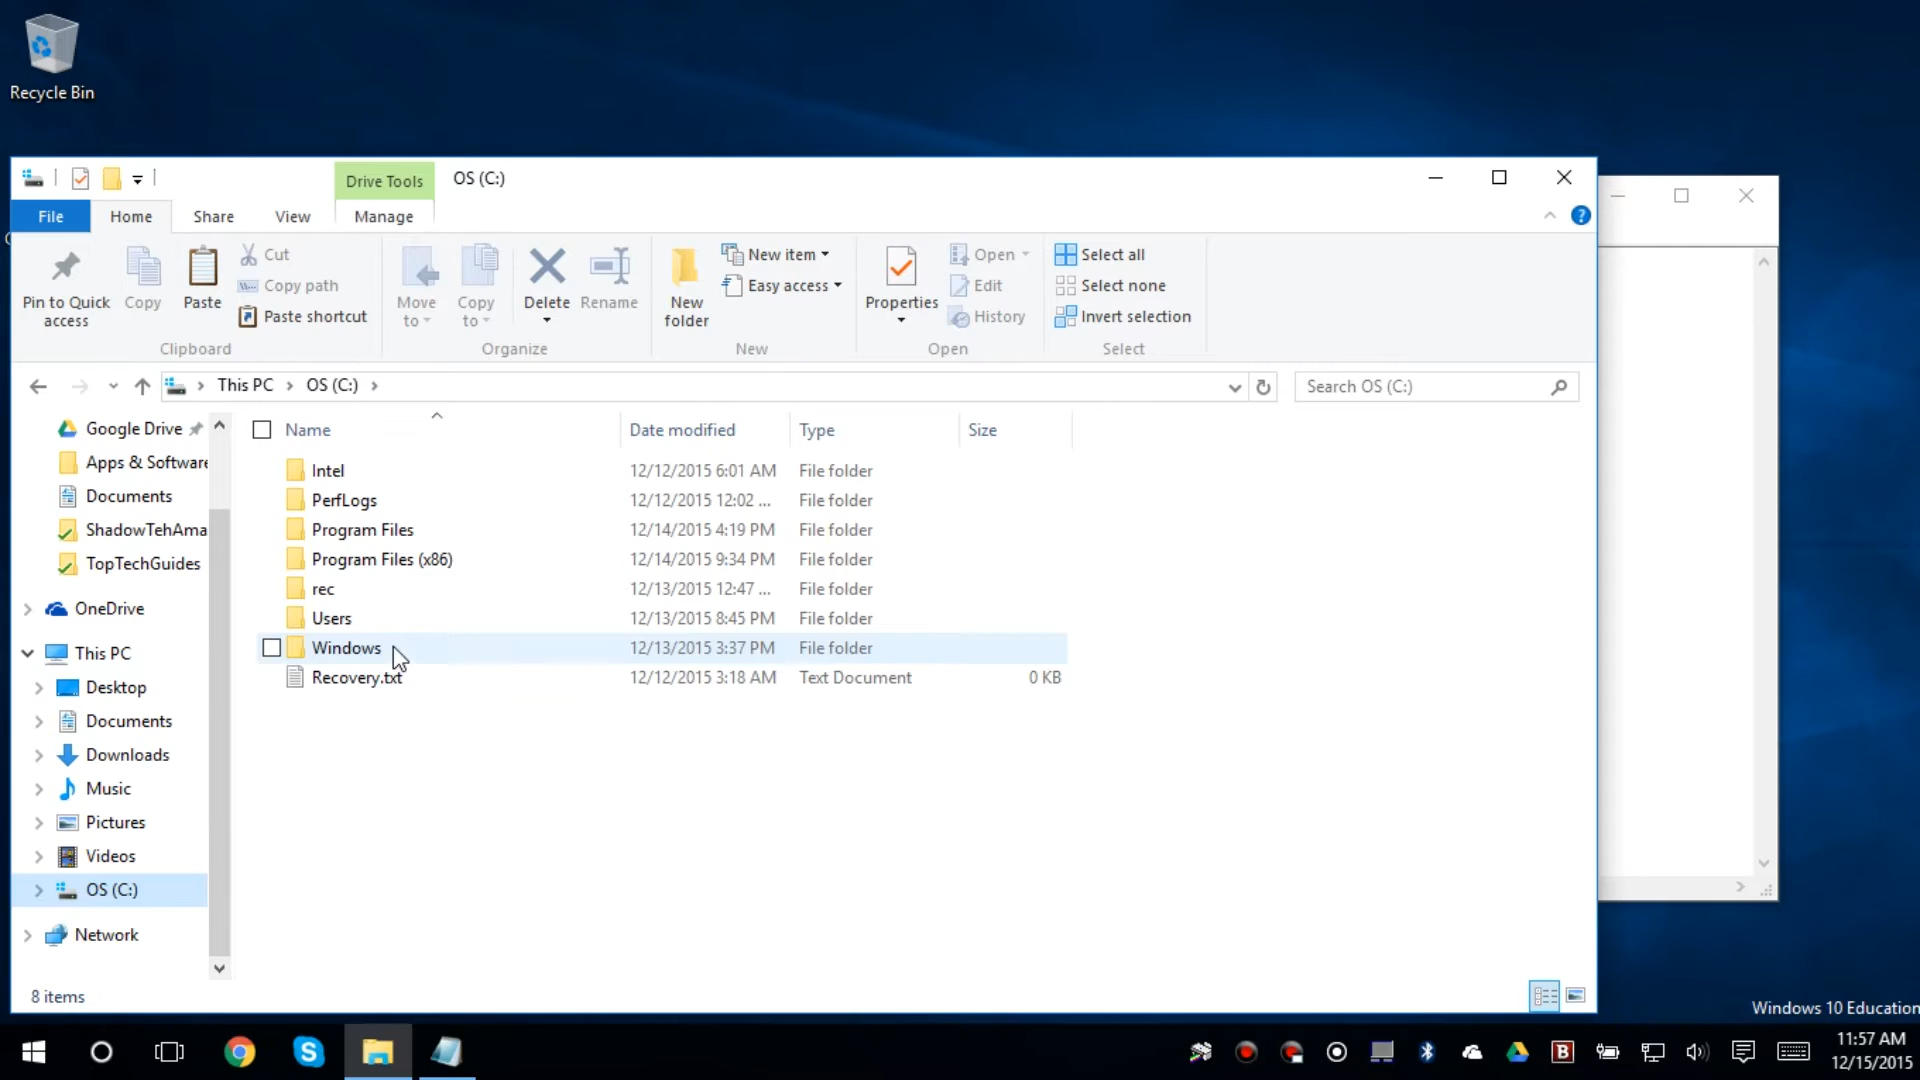 Recycle Bin
Drive Tools
OS (C:)
File
Home
Share
View
Manage
Pin to Quick access
Copy
Paste
Cut
Copy path
Paste shortcut
Clipboard
Move to
Copy to
Delete
Rename
Organize
New folder
New item
Easy access
New
Properties
Open
Edit
History
Open
Select all
Select none
Invert selection
Select
This PC
OS (C:)
Search OS (C:)
Google Drive
Apps & Software
Documents
ShadowTehAma
TopTechGuides
OneDrive
This PC
Desktop
Documents
Downloads
Music
Pictures
Videos
OS (C:)
Network
Name Date modified Type Size
Intel 12/12/2015 6:01 AM File folder
PerfLogs 12/12/2015 12:02 ... File folder
Program Files 12/14/2015 4:19 PM File folder
Program Files (x86) 12/14/2015 9:34 PM File folder
rec 12/13/2015 12:47 ... File folder
Users 12/13/2015 8:45 PM File folder
Windows 12/13/2015 3:37 PM File folder
Recovery.txt 12/12/2015 3:18 AM Text Document 0 KB
8 items
Windows 10 Education
11:57 AM
12/15/2015